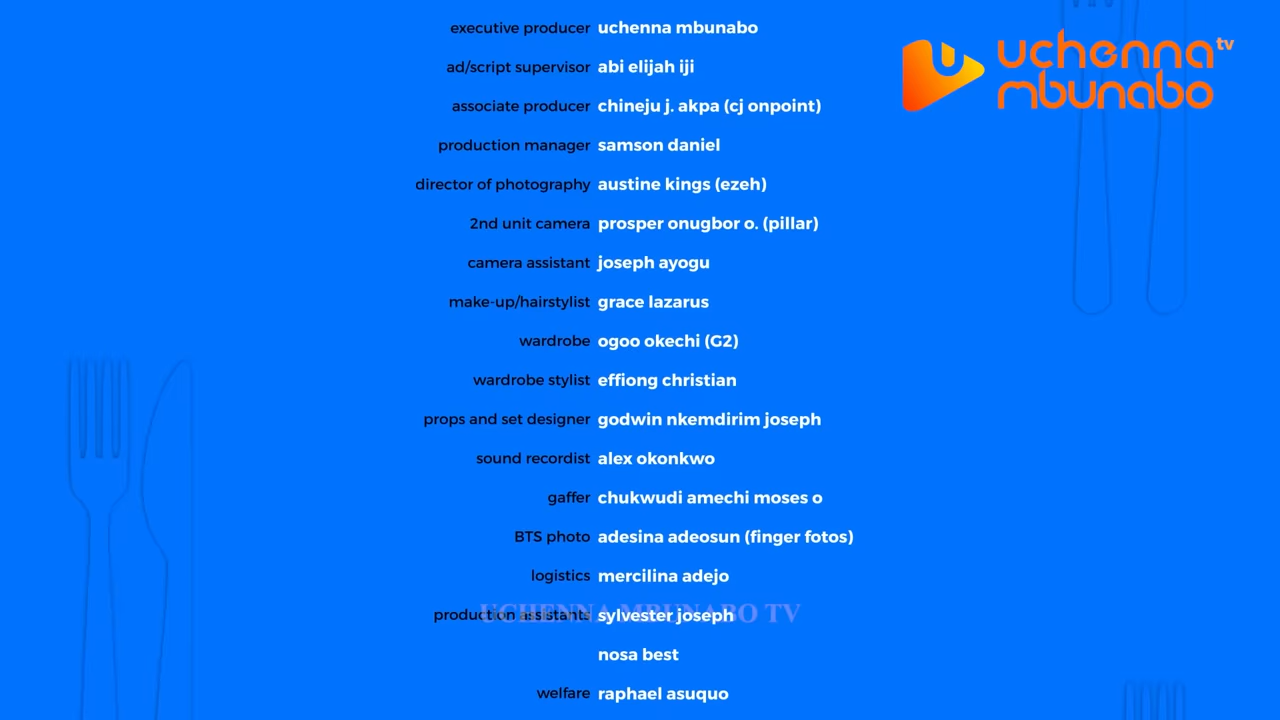 executive producer uchenna mbunabo
ad/script supervisor abi elijah iji
associate producer chineju j. akpa (cj onpoint)
production manager samson daniel
director of photography austine kings (ezeh)
2nd unit camera prosper onugbor o. (pillar)
camera assistant joseph ayogu
make-up/hairstylist grace lazarus
wardrobe ogoo okechi (G2)
wardrobe stylist effiong christian
props and set designer godwin nkemdirim joseph
sound recordist alex okonkwo
gaffer chukwudi amechi moses o
BTS photo adesina adeosun (finger fotos)
logistics mercilina adejo
production assistants sylvester joseph
nosa best
welfare raphael asuquo
uchenna tv
mbunabo
UCHENNA MBUNABO TV